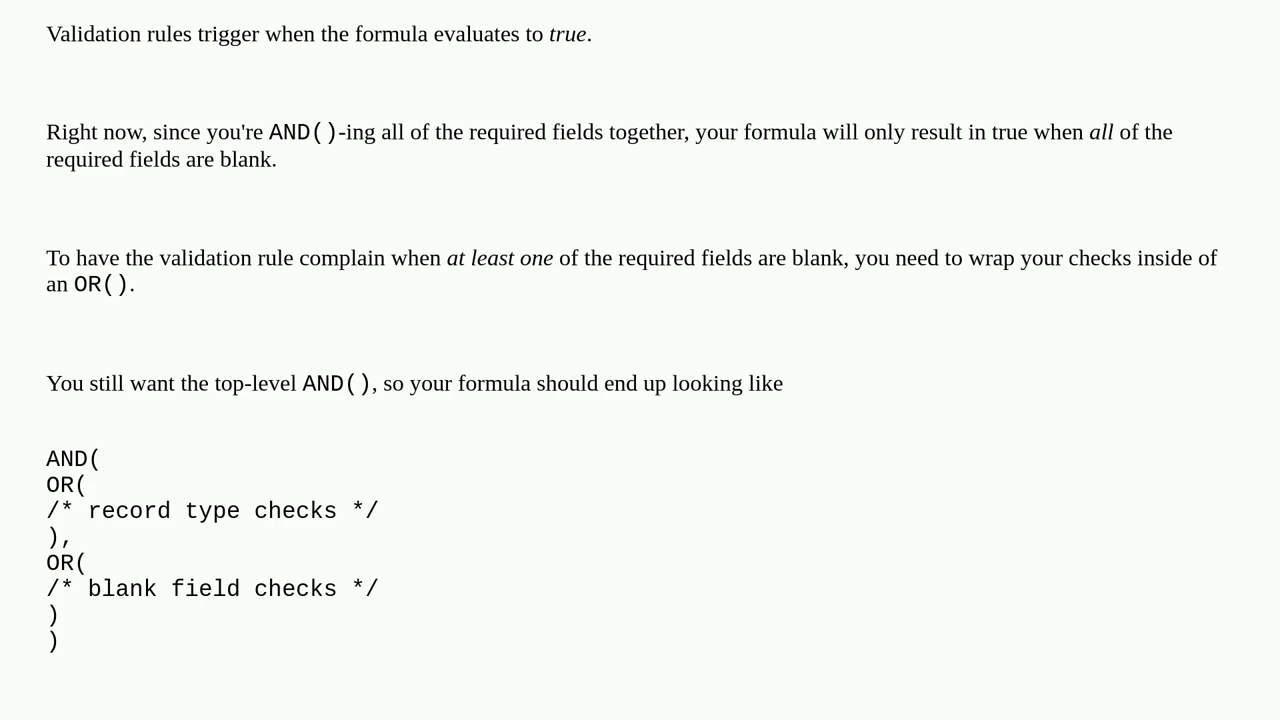 Validation rules trigger when the formula evaluates to true.
Right now, since you're AND()-ing all of the required fields together, your formula will only result in true when all of the
required fields are blank.
To have the validation rule complain when at least one of the required fields are blank, you need to wrap your checks inside of
an OR().
You still want the top-level AND(), so your formula should end up looking like
AND(
OR(
/* record type checks */
),
OR(
/* blank field checks */
)
)